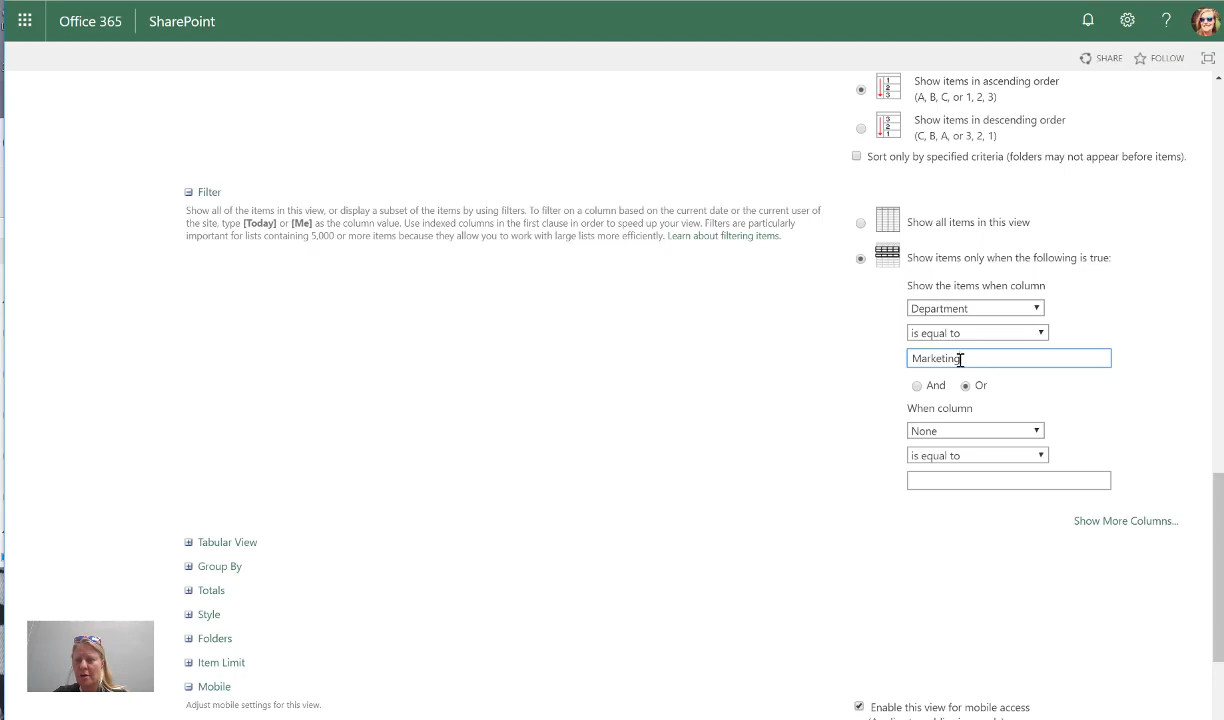 Office 365
SharePoint
SHARE
FOLLOW
Show items in ascending order
(A, B, C, or 1, 2, 3)
Show items in descending order
(C, B, A, or 3, 2, 1)
Sort only by specified criteria (folders may not appear before items).
Filter
Show all of the items in this view, or display a subset of the items by using filters. To filter on a column based on the current date or the current user of
the site, type [Today] or [Me] as the column value. Use indexed columns in the first clause in order to speed up your view. Filters are particularly
important for lists containing 5,000 or more items because they allow you to work with large lists more efficiently. Learn about filtering items.
Show all items in this view
Show items only when the following is true:
Show the items when column
Department
is equal to
Marketing
And
Or
When column
None
is equal to
Show More Columns...
Tabular View
Group By
Totals
Style
Folders
Item Limit
Mobile
Adjust mobile settings for this view.
Enable this view for mobile access